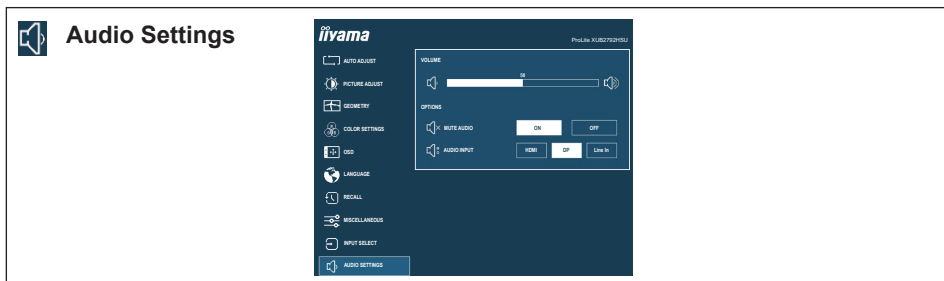 Audio Settings
iiyama
ProLite XUB2792HSU
AUTO ADJUST
PICTURE ADJUST
GEOMETRY
COLOR SETTINGS
OSD
LANGUAGE
RECALL
MISCELLANEOUS
INPUT SELECT
AUDIO SETTINGS
VOLUME
50
OPTIONS
MUTE AUDIO ON OFF
AUDIO INPUT HDMI DP Line In